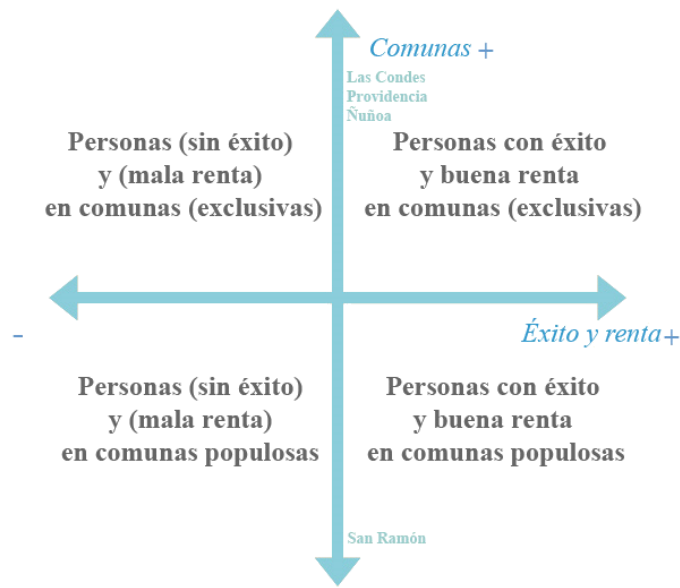 Comunas +
Las Condes
Providencia
Ñuñoa
Personas (sin éxito)
y (mala renta)
en comunas (exclusivas)
Personas con éxito
y buena renta
en comunas (exclusivas)
-
Éxito y renta +
Personas (sin éxito)
y (mala renta)
en comunas populosas
Personas con éxito
y buena renta
en comunas populosas
San Ramón